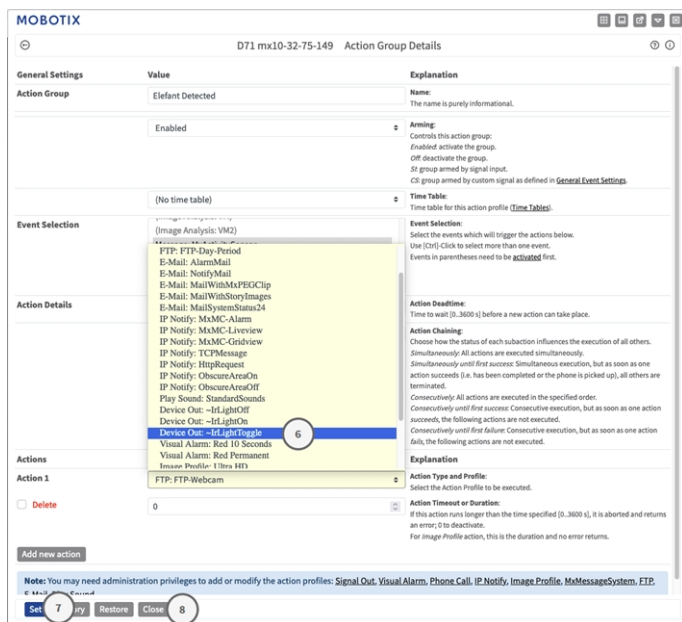 MOBOTIX
D71 mx10-32-75-149 Action Group Details
General Settings Value Explanation
Action Group Elefant Detected Name:
The name is purely informational.
Enabled Arming:
Controls this action group:
Enabled: activate the group.
Off: deactivate the group.
SI: group armed by signal input.
CS: group armed by custom signal as defined in General Event Settings.
(No time table) Time Table:
Time table for this action profile (Time Tables).
Event Selection Event Selection:
(Image Analysis: VM2) Select the events which will trigger the actions below.
Use [Ctrl]-Click to select more than one event.
Events in parentheses need to be activated first.
FTP: FTP-Day-Period
E-Mail: AlarmMail
E-Mail: NotifyMail
E-Mail: MailWithMxPEGClip
E-Mail: MailWithStoryImages
E-Mail: MailSystemStatus24
IP Notify: MxMC-Alarm
IP Notify: MxMC-Liveview
IP Notify: MxMC-Gridview
IP Notify: TCPMessage
IP Notify: HttpRequest
IP Notify: ObscureAreaOn
IP Notify: ObscureAreaOff
Play Sound: StandardSounds
Device Out: ~IrLightOff
Device Out: ~IrLightOn
Device Out: ~IrLightToggle 6
Visual Alarm: Red 10 Seconds
Visual Alarm: Red Permanent
Image Profile: Ultra HD
Action Details Action Deadtime:
Time to wait [0..3600 s] before a new action can take place.
Action Chaining:
Choose how the status of each subaction influences the execution of all others.
Simultaneously: All actions are executed simultaneously.
Simultaneously until first success: Simultaneous execution, but as soon as one
action succeeds (i.e. has been completed or the phone is picked up), all others are
terminated.
Consecutively: All actions are executed in the specified order.
Consecutively until first success: Consecutive execution, but as soon as one action
succeeds, the following actions are not executed.
Consecutively until first failure: Consecutive execution, but as soon as one action
fails, the following actions are not executed.
Actions Explanation
Action 1 FTP: FTP-Webcam Action Type and Profile:
Select the Action Profile to be executed.
Delete 0 Action Timeout or Duration:
If this action runs longer than the time specified [0..3600 s], it is aborted and returns
an error; 0 to deactivate.
For Image Profile action, this is the duration and no error returns.
Add new action
Note: You may need administration privileges to add or modify the action profiles: Signal Out, Visual Alarm, Phone Call, IP Notify, Image Profile, MxMessageSystem, FTP,
Set 7 ry Restore Close 8